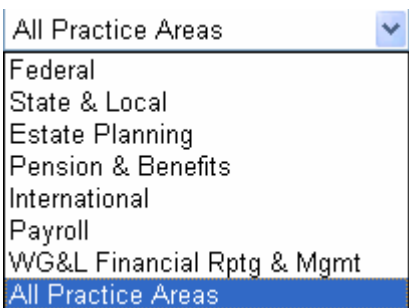 All Practice Areas
Federal
State & Local
Estate Planning
Pension & Benefits
International
Payroll
WG&L Financial Rptg & Mgmt
All Practice Areas